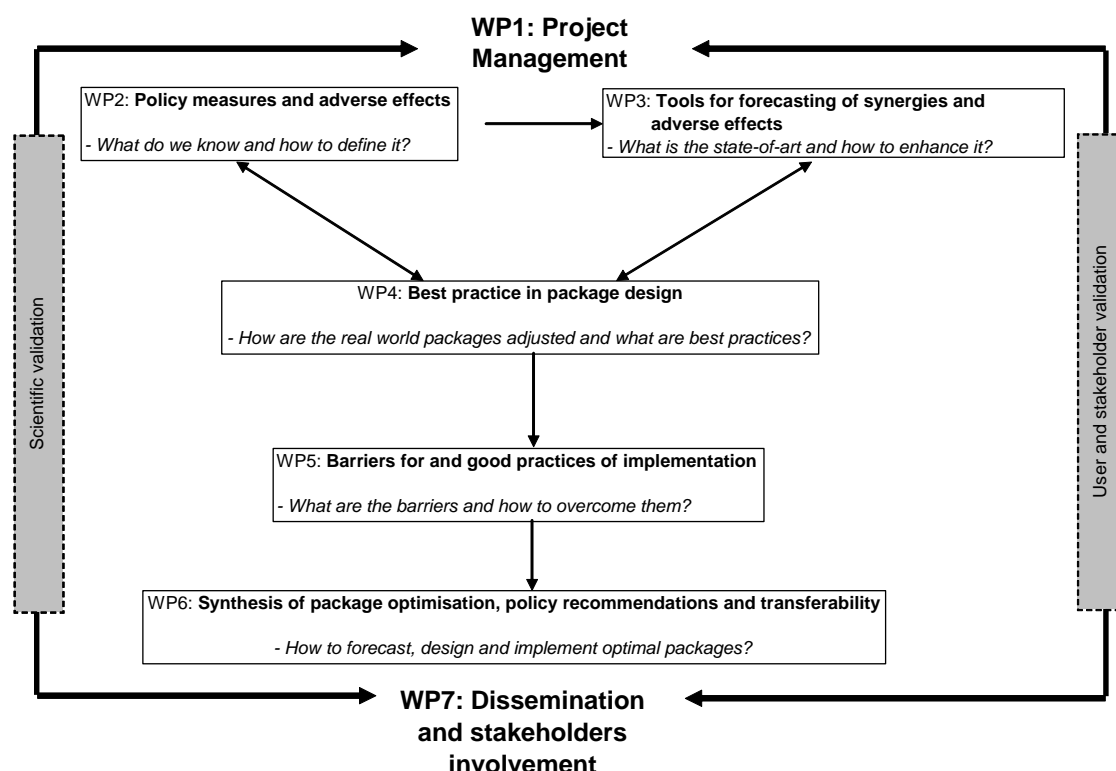 WP1: Project
Management
WP2: Policy measures and adverse effects
- What do we know and how to define it?
WP3: Tools for forecasting of synergies and
adverse effects
- What is the state-of-art and how to enhance it?
Scientific validation
User and stakeholder validation
WP4: Best practice in package design
- How are the real world packages adjusted and what are best practices?
WP5: Barriers for and good practices of implementation
- What are the barriers and how to overcome them?
WP6: Synthesis of package optimisation, policy recommendations and transferability
- How to forecast, design and implement optimal packages?
WP7: Dissemination
and stakeholders
involvement